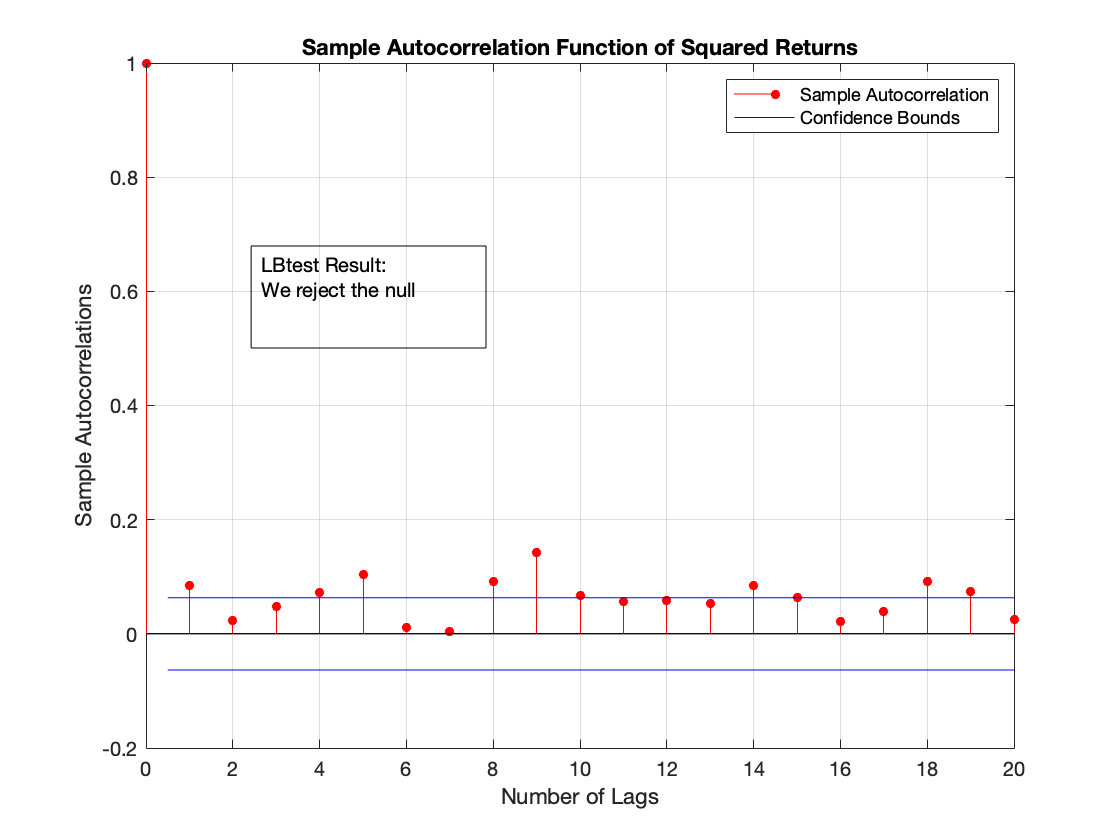 Sample Autocorrelation Function of Squared Returns
Sample Autocorrelation
Confidence Bounds
LBtest Result:
We reject the null
Sample Autocorrelations
1
0.8
0.6
0.4
0.2
0
-0.2
0 2 4 6 8 10 12 14 16 18 20
Number of Lags